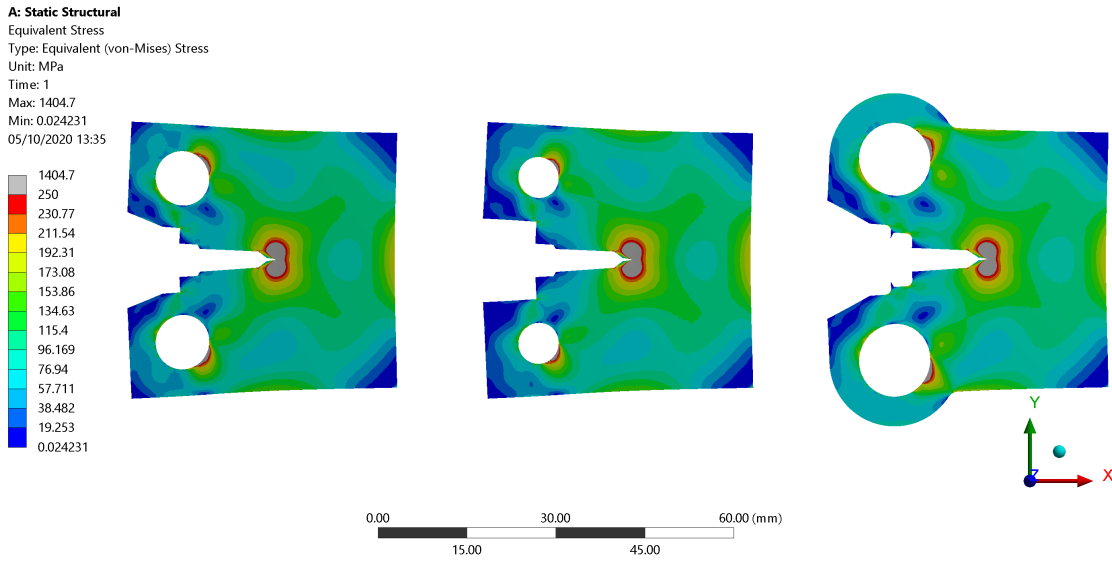 A: Static Structural
Equivalent Stress
Type: Equivalent (von-Mises) Stress
Unit: MPa
Time: 1
Max: 1404.7
Min: 0.024231
05/10/2020 13:35
1404.7
250
230.77
211.54
192.31
173.08
153.86
134.63
115.4
96.169
76.94
57.711
38.482
19.253
0.024231
Y
Z
X
0.00 30.00 60.00 (mm)
15.00 45.00